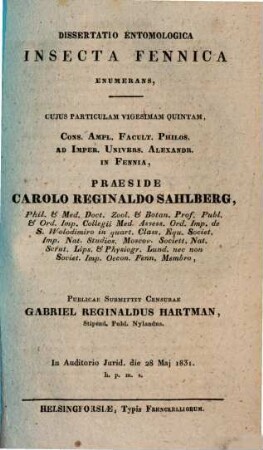 DISSERTATIO ENTOMOLOGICA
INSECTA FENNICA
ENUMERANS,
CUJUS PARTICULAM VIGESIMAM QUINTAM,
CONS. AMPL. FACULT. PHILOS.
AD IMPER. UNIVERS. ALEXANDR.
IN FENNIA,
PRAESIDE
CAROLO REGINALDO SAHLBERG,
Phil. & Med. Doct. Zool. & Botan. Prof. Publ.
& Ord. Imp. Collegii Med. Assess. Ord. Imp. de
S. Wolodimiro in quart. Class. Equ. Societ.
Imp. Nat. Studios. Moscov. Societt. Nat.
Scrut. Lips. & Physiogr. Lund. nec non
Societ. Imp. Oecon. Fenn. Membro,
PUBLICAE SUBMITTIT CENSURAE
GABRIEL REGINALDUS HARTMAN,
Stipend. Publ. Nylandus.
In Auditorio Jurid. die 28 Maj 1831.
h. p. m. s.
HELSINGFORSIÆ, Typis FRENCKELLIORUM.